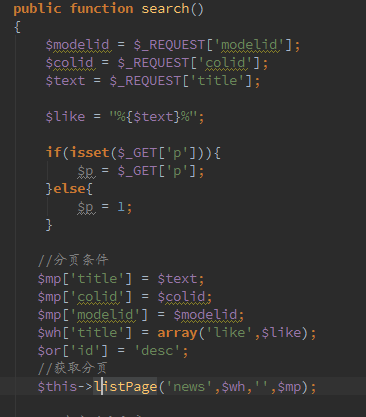 public function search()
{
$modelid = $_REQUEST['modelid'];
$colid = $_REQUEST['colid'];
$text = $_REQUEST['title'];
$like = "%{$text}%";
if(isset($_GET['p'])){
$p = $_GET['p'];
}else{
$p = 1;
}
//分页条件
$mp['title'] = $text;
$mp['colid'] = $colid;
$mp['modelid'] = $modelid;
$wh['title'] = array('like',$like);
$or['id'] = 'desc';
//获取分页
$this->listPage('news',$wh,'',$mp);